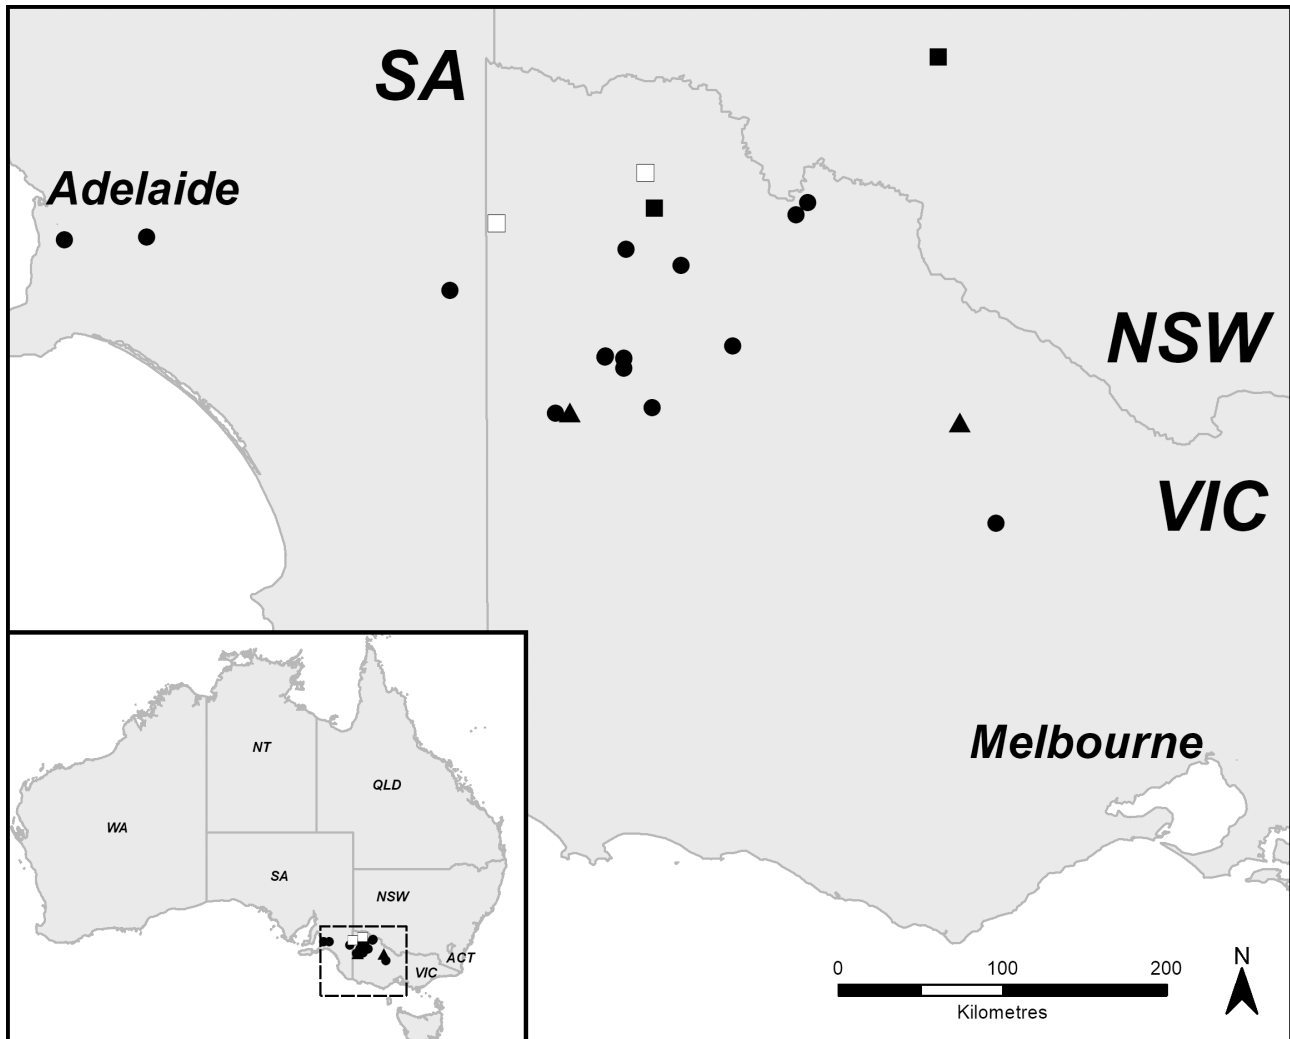 SA
Adelaide
NSW
VIC
Melbourne
NT
QLD
WA
SA
NSW
ACT
VIC
0 100 200
Kilometres
N